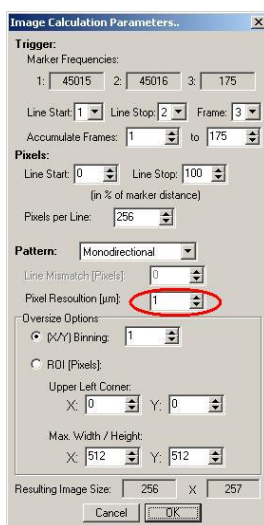 Image Calculation Parameters..
Trigger:
Marker Frequencies:
1: 45015 2: 45016 3: 175
Line Start: 1 Line Stop: 2 Frame: 3
Accumulate Frames: 1 to 175
Pixels:
Line Start: 0 Line Stop: 100
(in % of marker distance)
Pixels per Line: 256
Pattern: Monodirectional
Line Mismatch [Pixels]: 0
Pixel Resoultion [µm]: 1
Oversize Options
(X/Y) Binning: 1
ROI [Pixels]:
Upper Left Corner:
X: 0 Y: 0
Max. Width / Height:
X: 512 Y: 512
Resulting Image Size: 256 X 257
Cancel OK